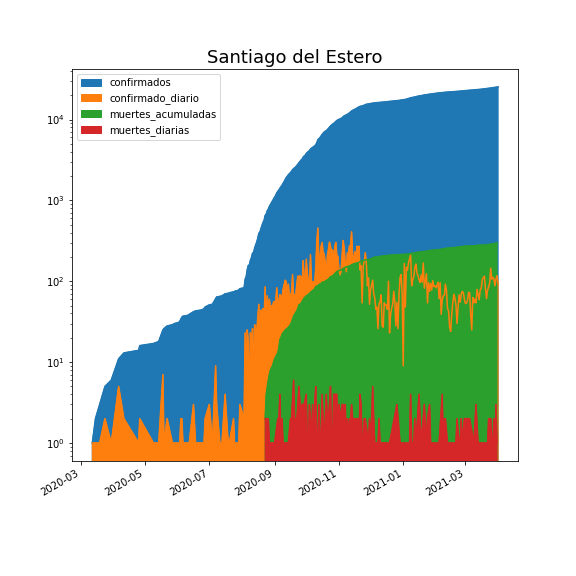 Santiago del Estero
confirmados
confirmado_diario
muertes_acumuladas
muertes_diarias
10⁴
10³
10²
10¹
10⁰
2020-03 2020-05 2020-07 2020-09 2020-11 2021-01 2021-03